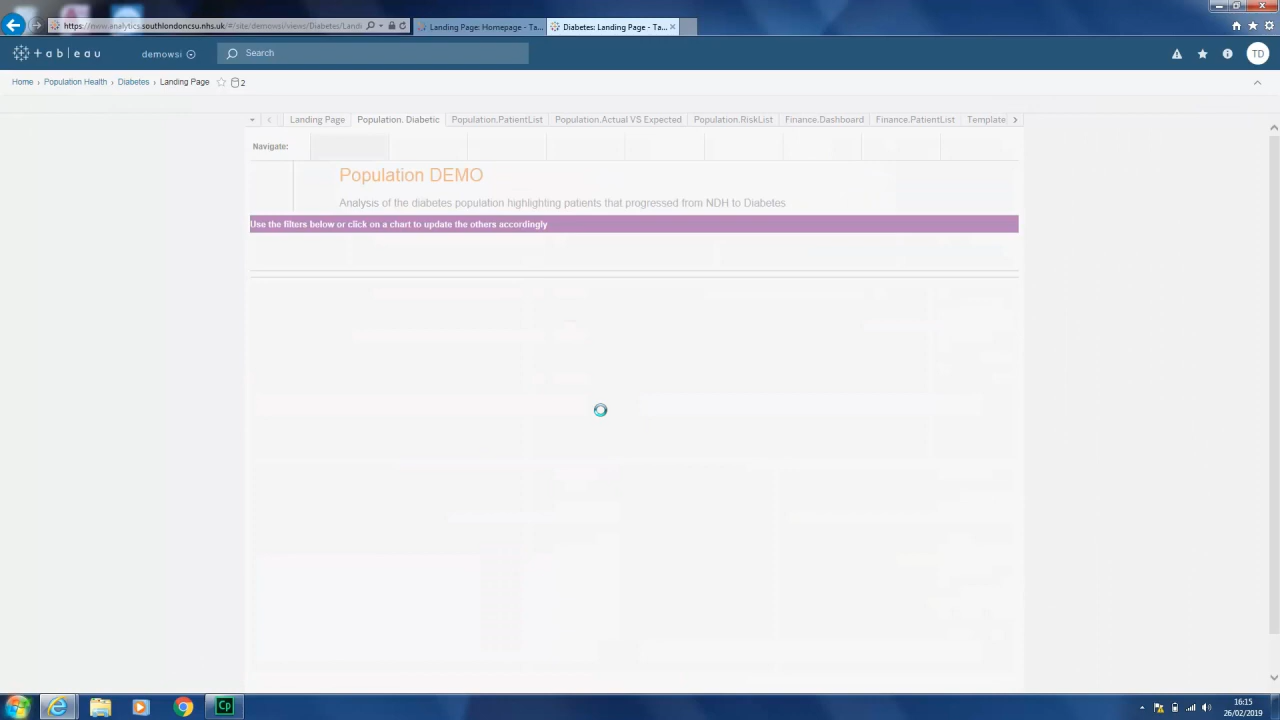 https://nww.analytics.southlondoncsu.nhs.uk/#/site/demowsi/views/Diabetes/Landi
Landing Page: Homepage - Ta...
Diabetes: Landing Page - Ta...
tableau
demowsi
Search
TD
Home › Population Health › Diabetes › Landing Page
2
Landing Page
Population. Diabetic
Population.PatientList
Population.Actual VS Expected
Population.RiskList
Finance.Dashboard
Finance.PatientList
Template
Navigate:
Population DEMO
Analysis of the diabetes population highlighting patients that progressed from NDH to Diabetes
Use the filters below or click on a chart to update the others accordingly
Cp
16:15
26/02/2019